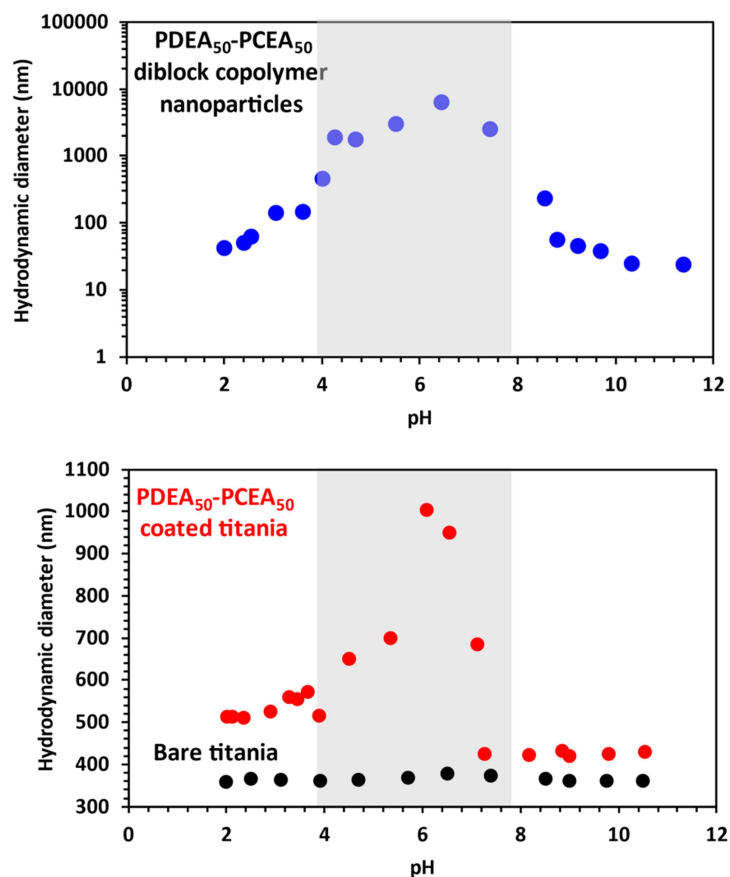 100000
10000
1000
100
10
1
Hydrodynamic diameter (nm)
PDEA₅₀-PCEA₅₀
diblock copolymer
nanoparticles
0 2 4 6 8 10 12
pH
1100
1000
900
800
700
600
500
400
300
Hydrodynamic diameter (nm)
PDEA₅₀-PCEA₅₀
coated titania
Bare titania
0 2 4 6 8 10 12
pH